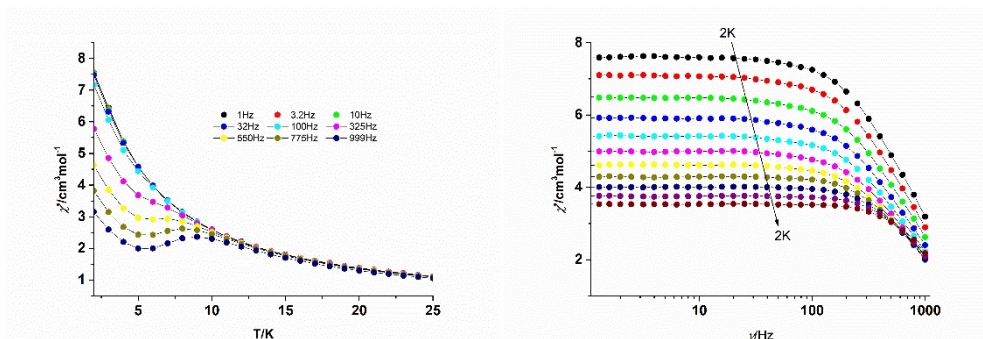 χ'/cm³mol⁻¹
8
7
6
5
4
3
2
1
1Hz 3.2Hz 10Hz
32Hz 100Hz 325Hz
550Hz 775Hz 999Hz
5 10 15 20 25
T/K
χ'/cm³mol⁻¹
2K
8
6
4
2
2K
10 100 1000
ν/Hz